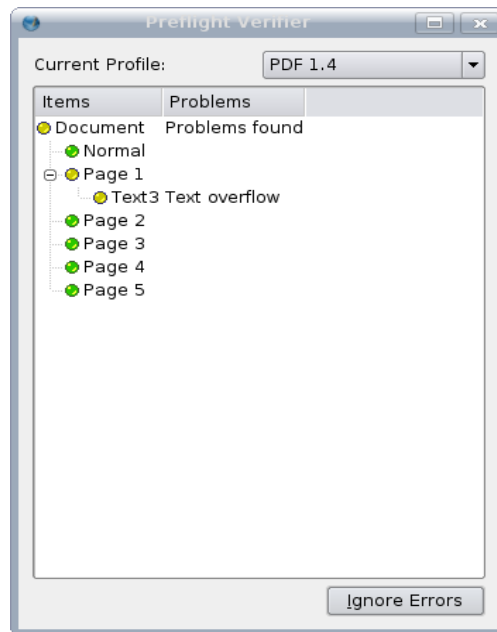 Preflight Verifier
Current Profile: PDF 1.4
Items Problems
Document Problems found
Normal
Page 1
Text3 Text overflow
Page 2
Page 3
Page 4
Page 5
Ignore Errors